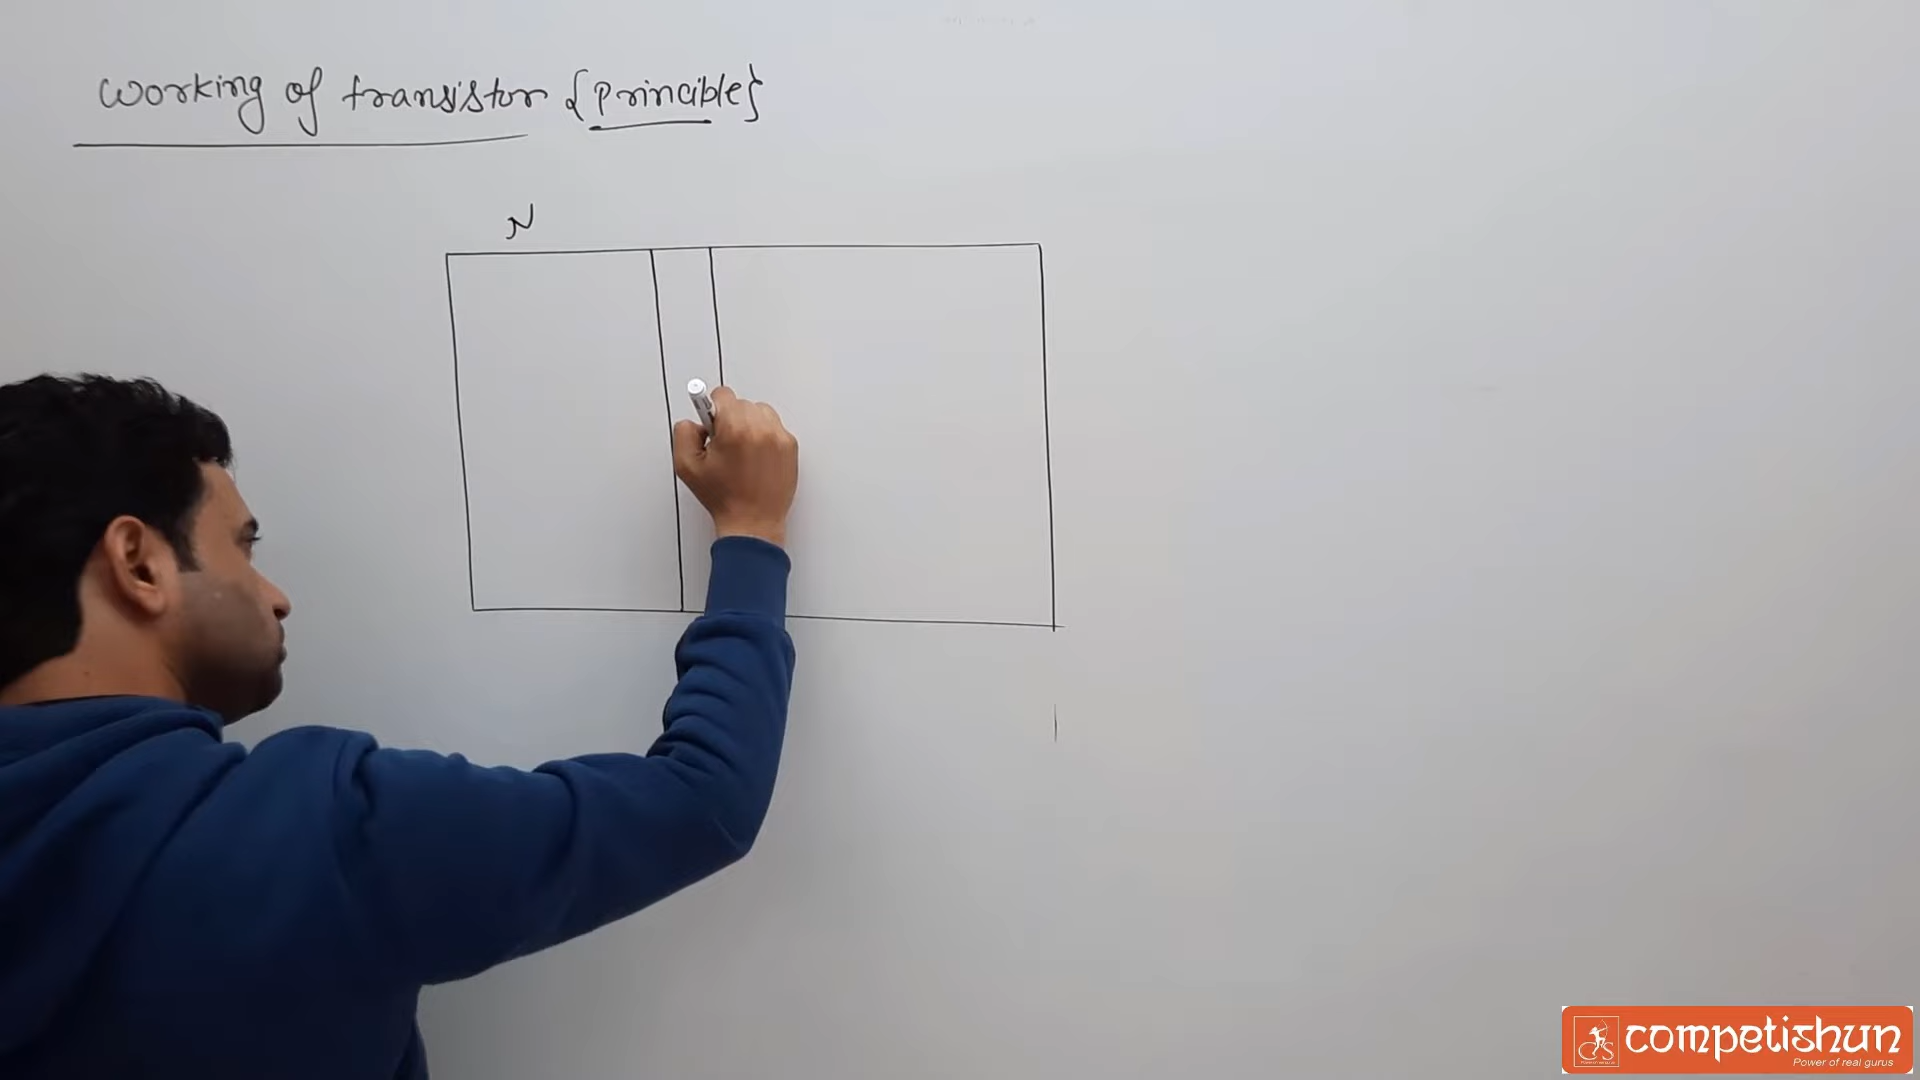 Working of transistor {Principle}
N
competishun
Power of real gurus